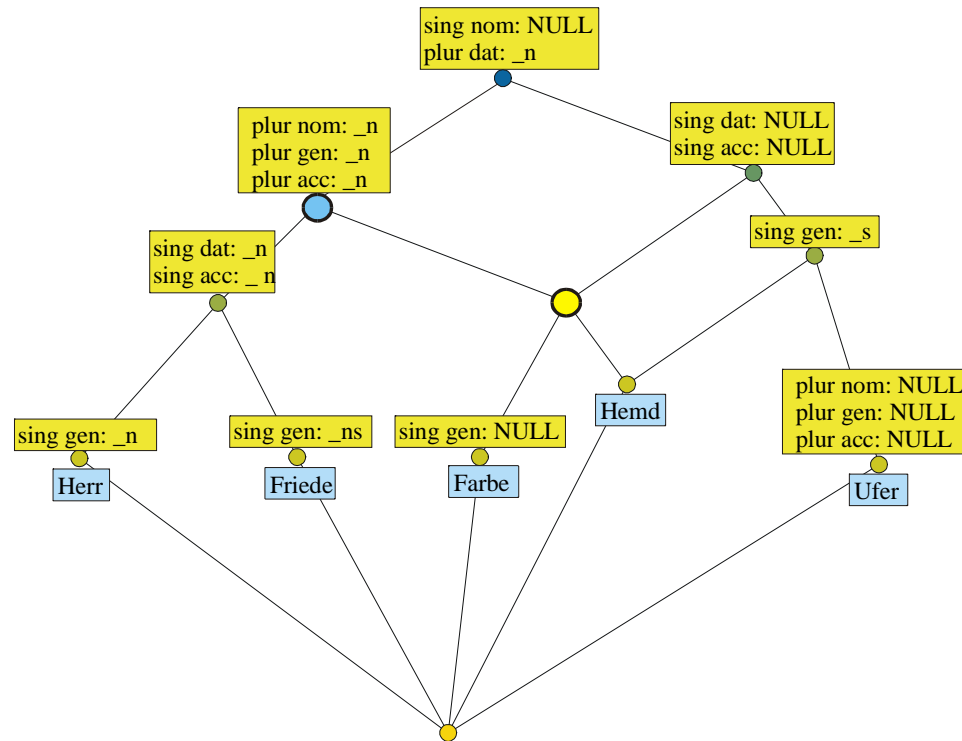 sing nom: NULL
plur dat: _n
plur nom: _n
plur gen: _n
plur acc: _n
sing dat: NULL
sing acc: NULL
sing gen: _s
sing dat: _n
sing acc: _ n
sing gen: _n
Herr
sing gen: _ns
Friede
sing gen: NULL
Farbe
Hemd
plur nom: NULL
plur gen: NULL
plur acc: NULL
Ufer